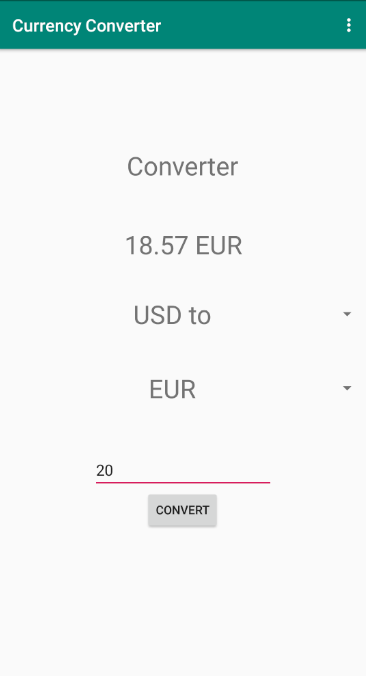 Currency Converter
Converter
18.57 EUR
USD to
EUR
20
CONVERT